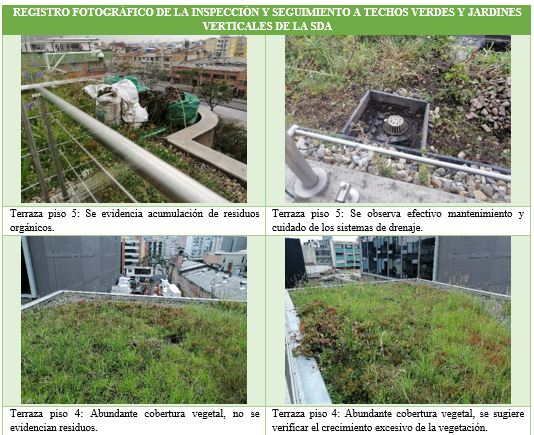 REGISTRO FOTOGRÁFICO DE LA INSPECCIÓN Y SEGUIMIENTO A TECHOS VERDES Y JARDINES
VERTICALES DE LA SDA
Terraza piso 5: Se evidencia acumulación de residuos
orgánicos.
Terraza piso 5: Se observa efectivo mantenimiento y
cuidado de los sistemas de drenaje.
Terraza piso 4: Abundante cobertura vegetal, no se
evidencian residuos.
Terraza piso 4: Abundante cobertura vegetal, se sugiere
verificar el crecimiento excesivo de la vegetación.